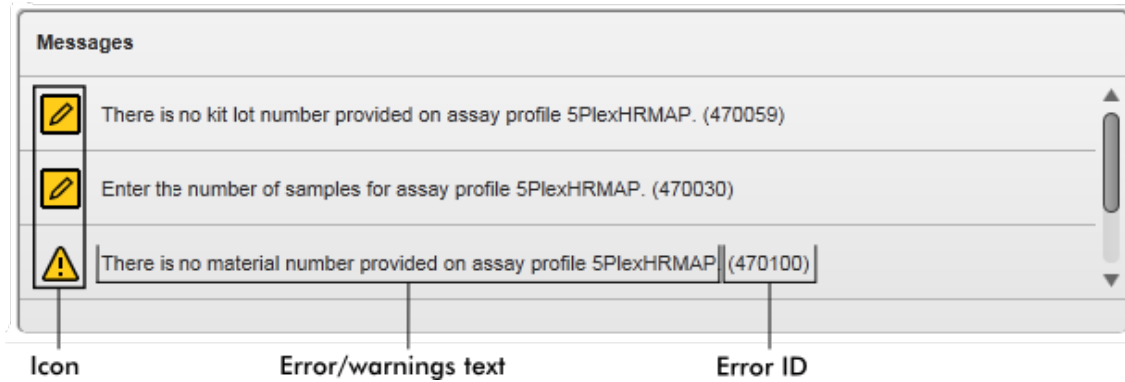 Messages
There is no kit lot number provided on assay profile 5PlexHRMAP. (470059)
Enter the number of samples for assay profile 5PlexHRMAP. (470030)
There is no material number provided on assay profile 5PlexHRMAP. (470100)
Icon Error/warnings text Error ID